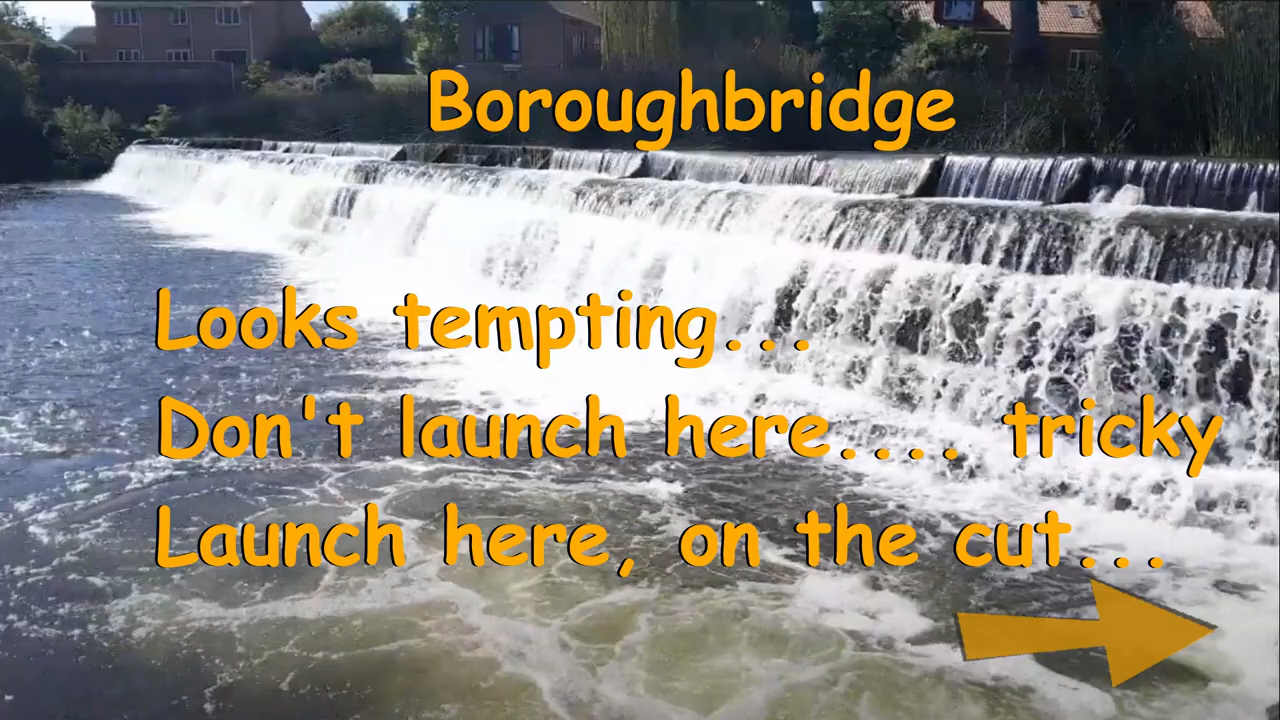 Boroughbridge
Looks tempting...
Don't launch here.... tricky
Launch here, on the cut...